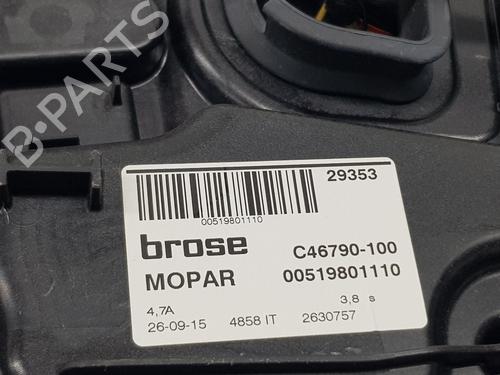 29353
00519801110
brose
C46790-100
MOPAR
00519801110
4,7A
3,8 s
26-09-15
4858 IT
2630757
B-PARTS